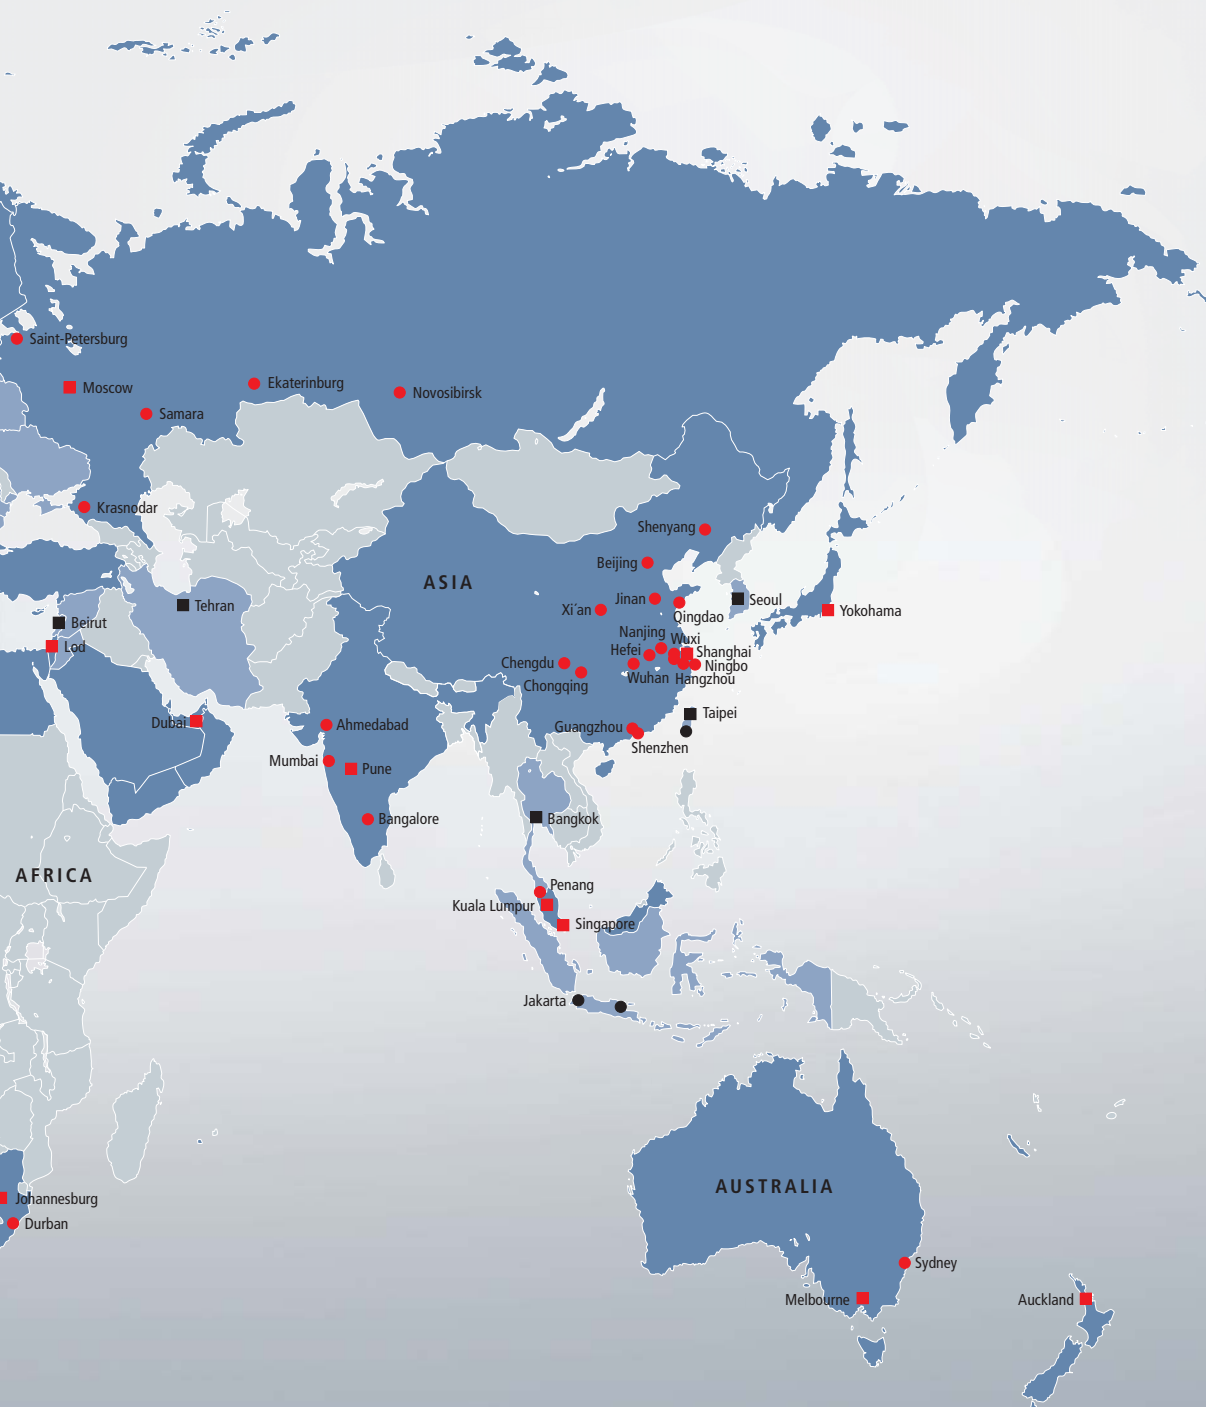 Saint-Petersburg
Moscow
Ekaterinburg
Novosibirsk
Samara
Krasnodar
Shenyang
Beijing
ASIA
Jinan
Seoul
Tehran
Xi´an
Qingdao
Yokohama
Beirut
Nanjing
Wuxi
Lod
Hefei
Shanghai
Chengdu
Ningbo
Wuhan
Hangzhou
Chongqing
Taipei
Dubai
Ahmedabad
Guangzhou
Shenzhen
Mumbai
Pune
Bangalore
Bangkok
AFRICA
Penang
Kuala Lumpur
Singapore
Jakarta
AUSTRALIA
Johannesburg
Durban
Sydney
Melbourne
Auckland